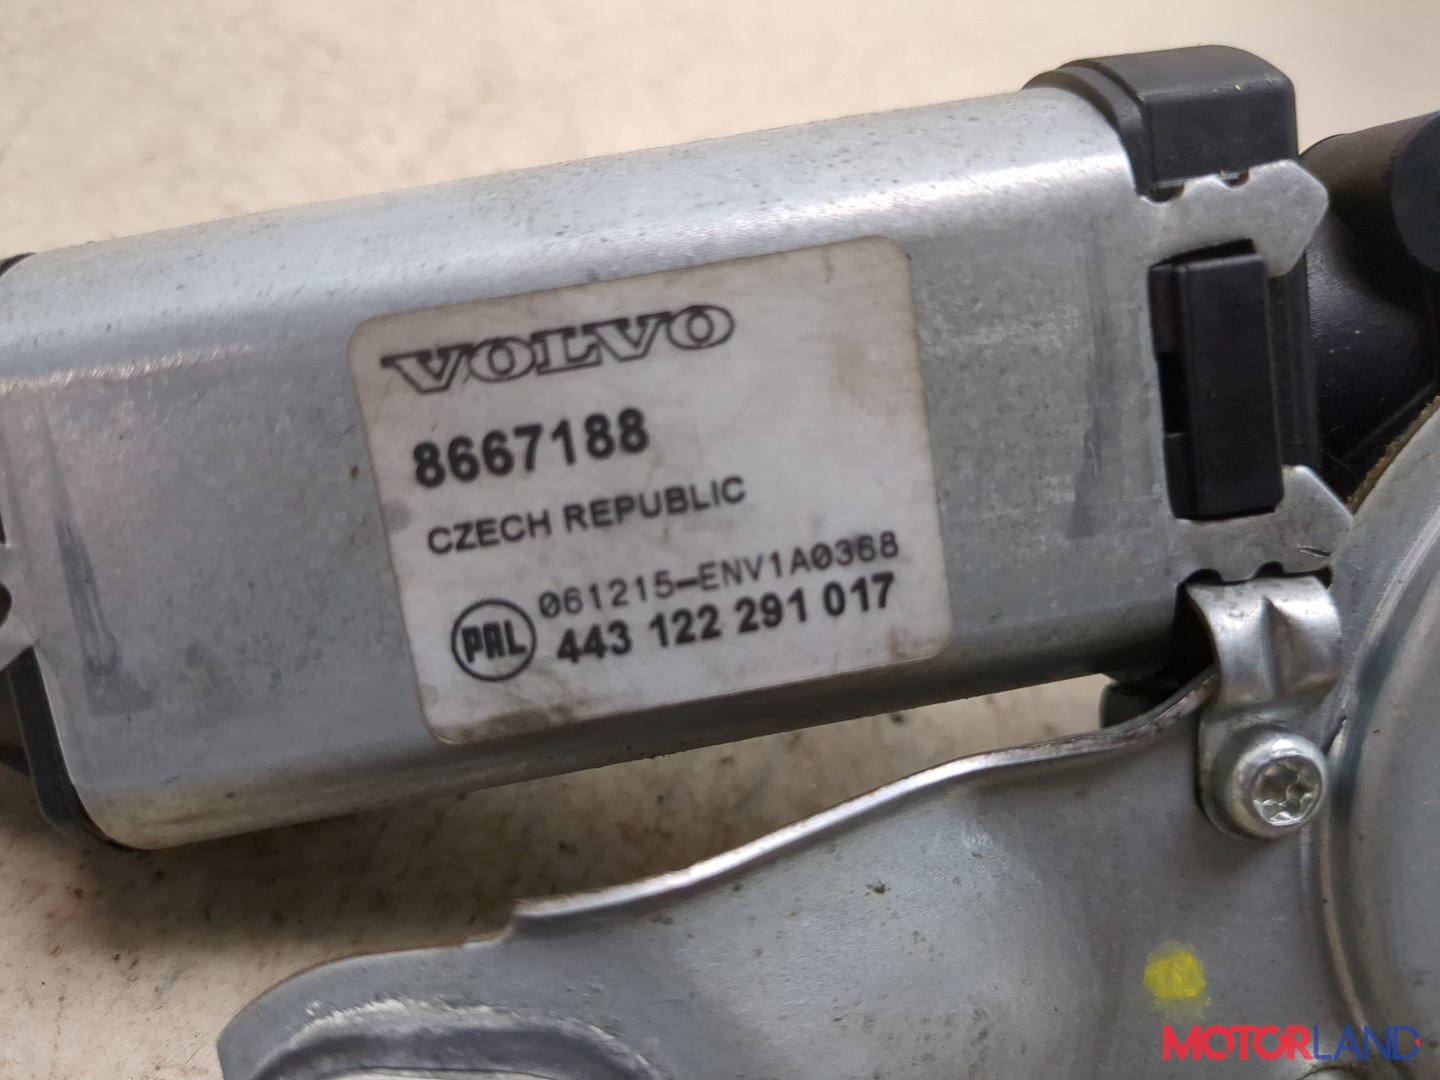 VOLVO
8667188
CZECH REPUBLIC
061215-ENV1A0368
PAL 443 122 291 017
MOTORLAND